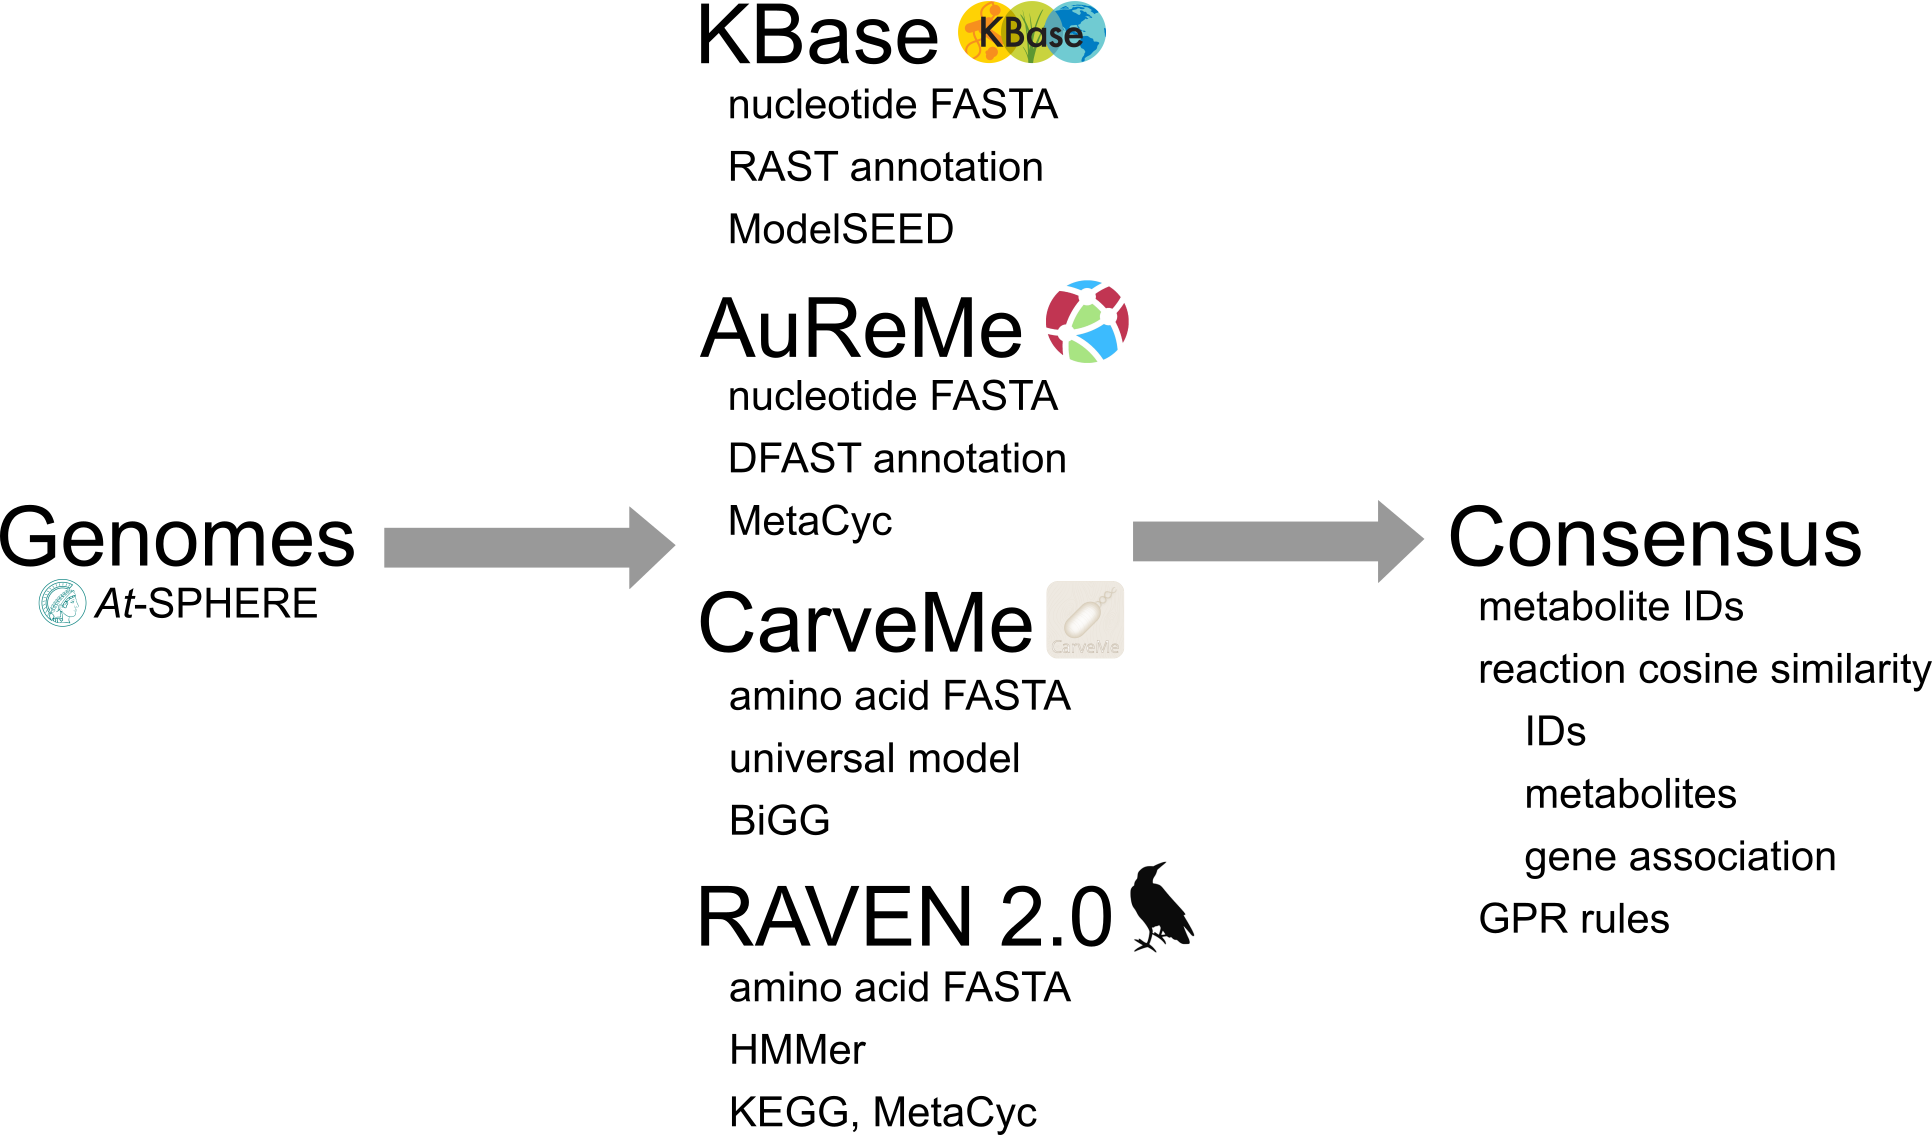 KBase
KBase
nucleotide FASTA
RAST annotation
ModelSEED
AuReMe
nucleotide FASTA
DFAST annotation
MetaCyc
Genomes
At-SPHERE
CarveMe
CarveMe
amino acid FASTA
universal model
BiGG
RAVEN 2.0
amino acid FASTA
HMMer
KEGG, MetaCyc
Consensus
metabolite IDs
reaction cosine similarity
IDs
metabolites
gene association
GPR rules